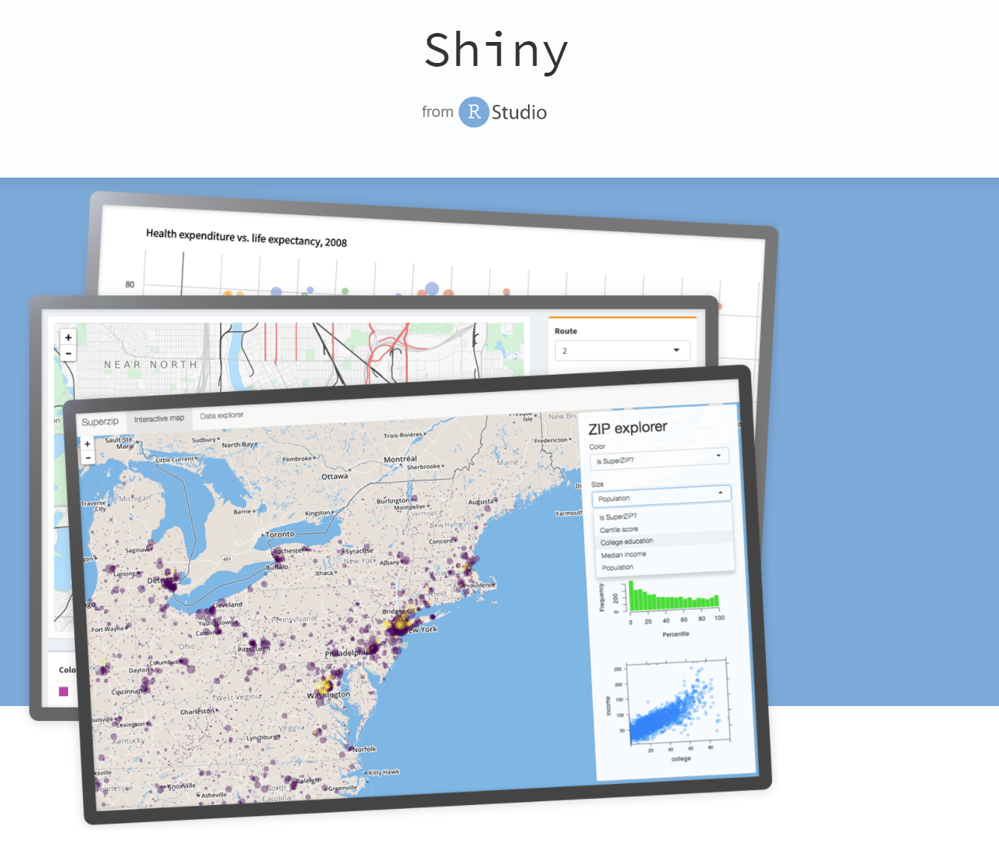 Shiny
from R Studio
Health expenditure vs. life expectancy, 2008
80
+
−
NEAR NORTH
Route
2
Superzip
Interactive map
Data explorer
+
-
ZIP explorer
Color
Is SuperZIP?
Size
Population
Is SuperZIP?
Centile score
College education
Median income
Population
Frequency
200
0
0 20 40 60 80 100
Percentile
250
200
150
100
50
Income
20 40 60 80
college
Sault Ste. Marie
Sudbury
North Bay
Little Current
Pembroke
Trois-Rivières
Montréal
Sherbrooke
Ottawa
Presque Isle
New Bru
Fredericton
Maine
Michigan
Traverse City
Barrie
Kingston
Burlington
Montpelier
Vermont
Augusta
Yarmouth
New Hampshire
Toronto
Concord
Saginaw
401
Rochester
Syracuse
New York
Albany
Buffalo
Ithaca
Lansing
Detroit
Providence
Connecticut
Cleveland
Youngstown
Canton
Pennsylvania
New York
Fort Wayne
Ohio
Pittsburgh
Philadelphia
Columbus
Dayton
Cincinnati
Washington
West Virginia
Charleston
Lexington
Kentucky
Virginia
Lynchburg
Norfolk
Kitty Hawk
Knoxville
Asheville
Raleigh
North Carolina
Greenville
Colo